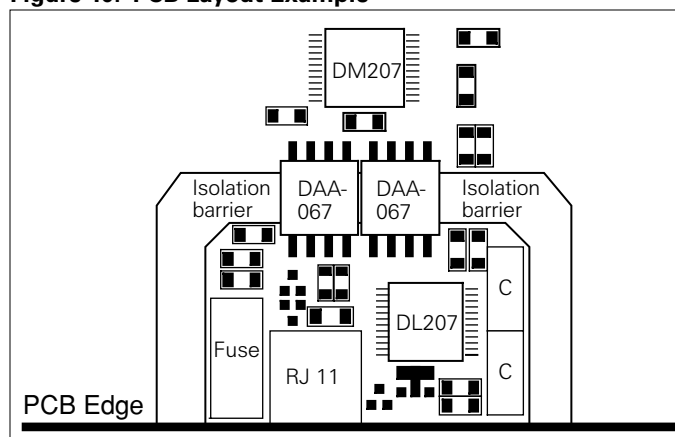 Figure 40. PCB Layout Example
DM207
Isolation
barrier
DAA-
067
DAA-
067
Isolation
barrier
C
DL207
Fuse
RJ 11
C
PCB Edge